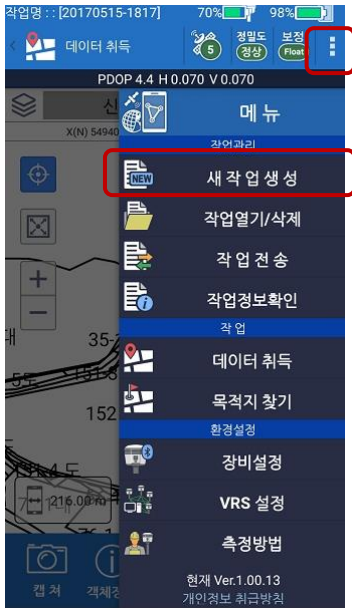 작업명 : : [20170515-1817] 70% 98%
데이터 취득 5 정밀도 정상 보정 Float
PDOP 4.4 H 0.070 V 0.070
신
X(N) 54940
메 뉴
작업관리
NEW 새 작 업 생 성
작업열기/삭제
작 업 전 송
작업정보확인
작 업
데이터 취득
목적지 찾기
환경설정
장비설정
VRS 설정
측정방법
현재 Ver.1.00.13
개인정보 취급방침
35-
152
216.00 m
캡 쳐